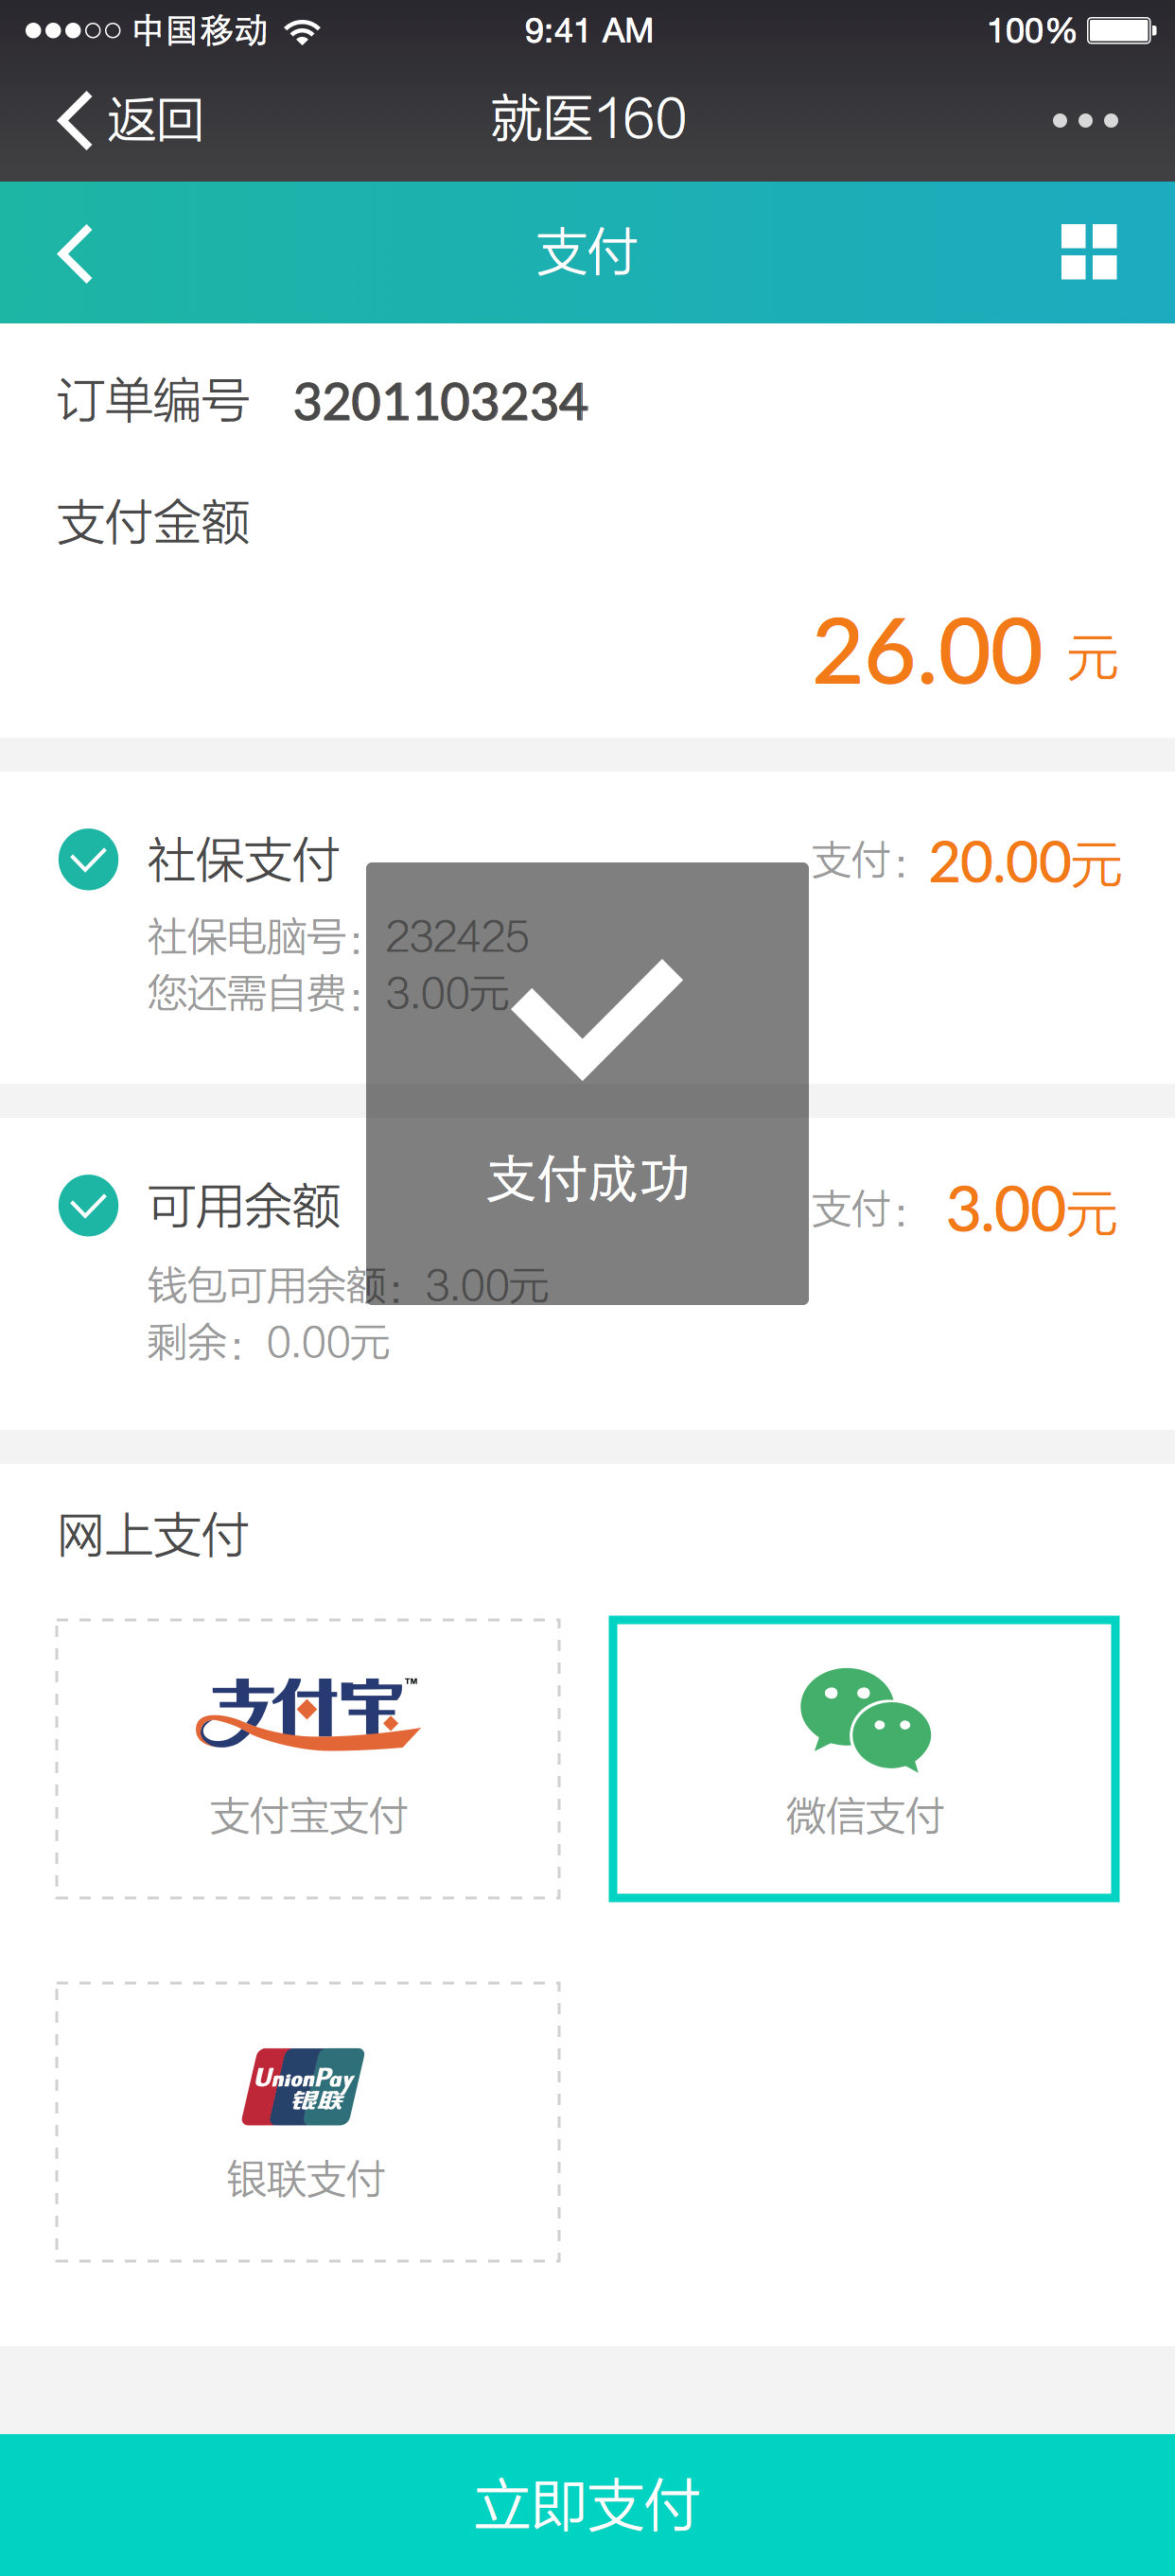 中国移动 9:41 AM 100%
返回 就医160
支付
订单编号 3201103234
支付金额
26.00 元
社保支付 支付：20.00元
社保电脑号：232425
您还需自费：3.00元
支付成功
可用余额 支付：3.00元
钱包可用余额：3.00元
剩余：0.00元
网上支付
支付宝™
支付宝支付 微信支付
UnionPay
银联
银联支付
立即支付